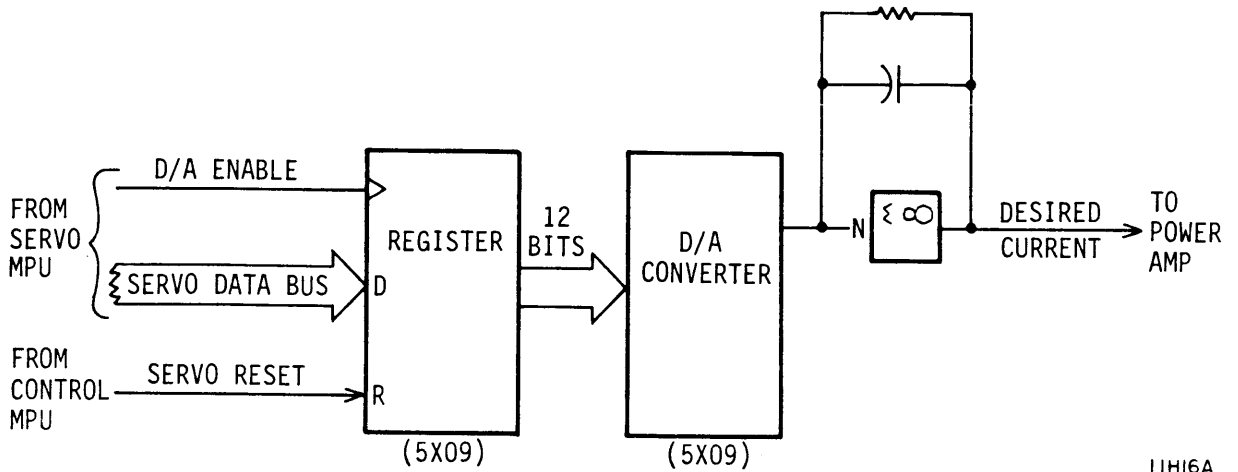 FROM
SERVO
MPU
D/A ENABLE
SERVO DATA BUS
FROM
CONTROL
MPU
SERVO RESET
REGISTER
D
R
(5X09)
12
BITS
D/A
CONVERTER
(5X09)
N
Σ ∞
DESIRED
CURRENT
TO
POWER
AMP